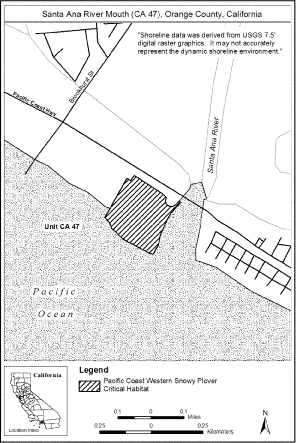 Santa Ana River Mouth (CA 47), Orange County, California
"Shoreline data was derived from USGS 7.5'
digital raster graphics. It may not accurately
represent the dynamic shoreline environment."
Brookhurst St
Pacific Coast Hwy
Santa Ana River
Unit CA 47
Pacific
Ocean
California
Location Index
Legend
Pacific Coast Western Snowy Plover
Critical Habitat
0.1 0 0.1
Miles
0.25 0 0.25
Kilometers
N